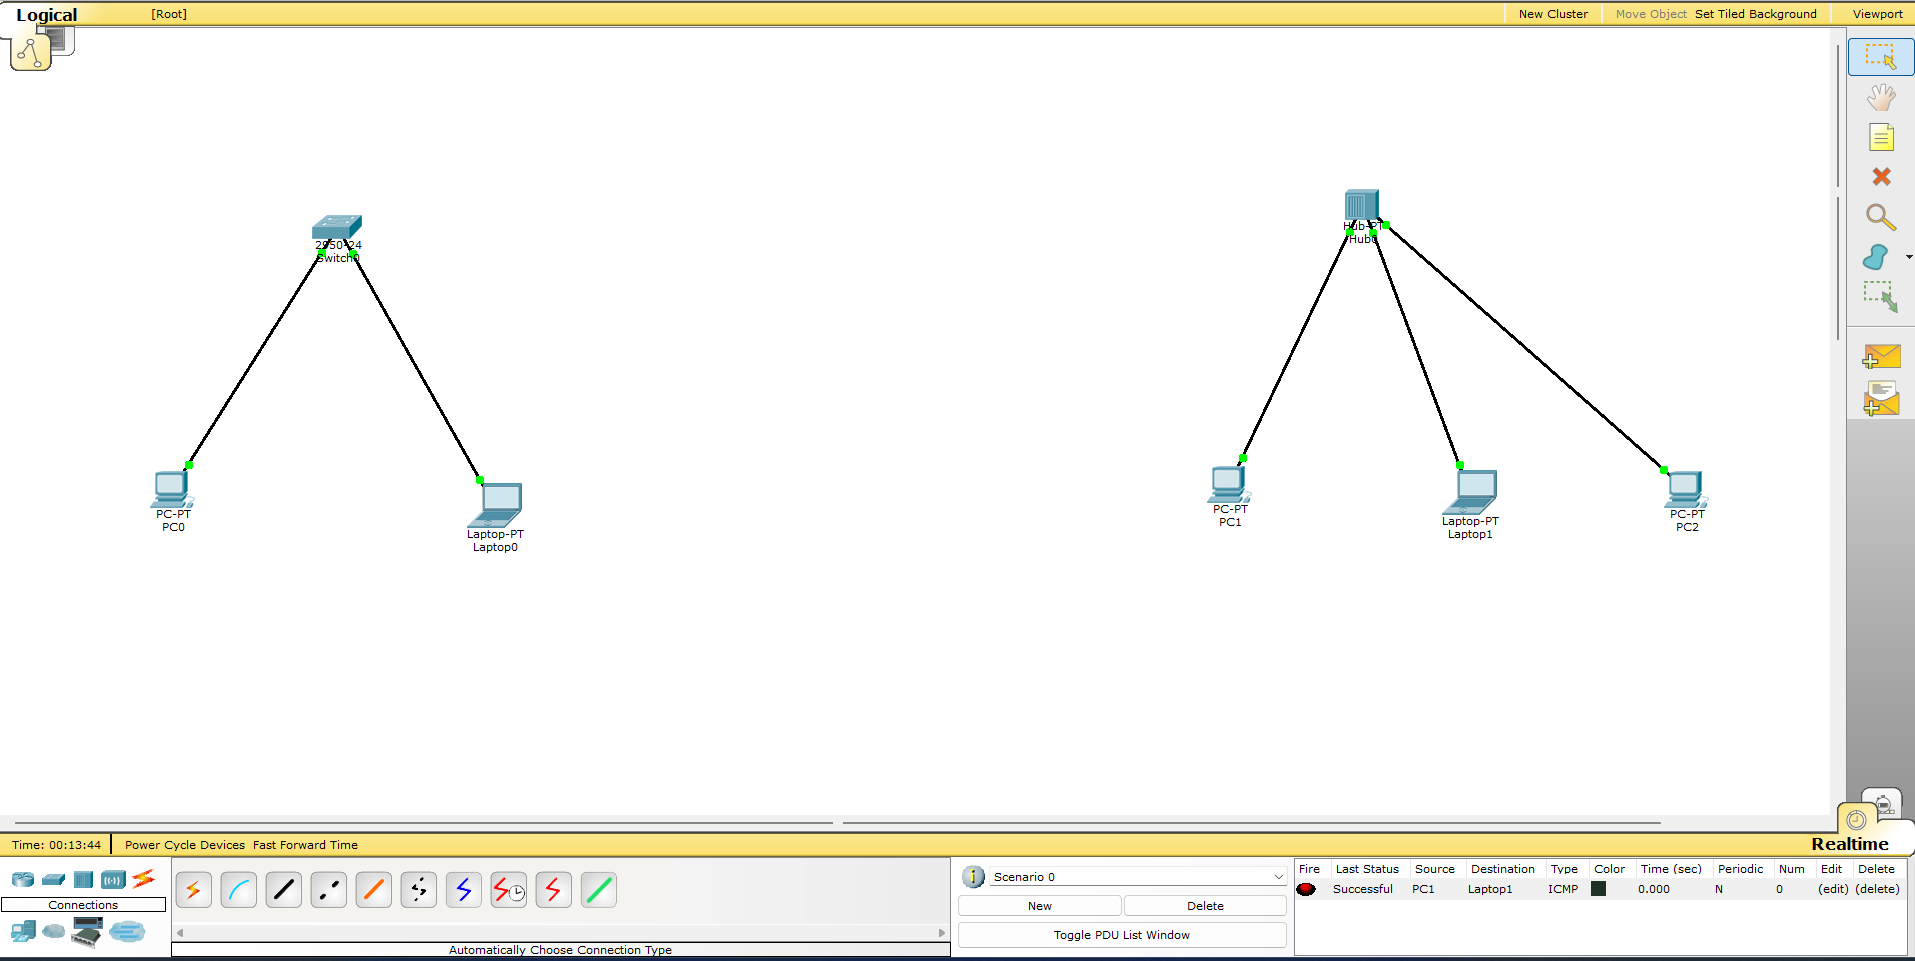 Logical [Root] New Cluster Move Object Set Tiled Background Viewport
2950-24
Switch0
Hub-PT
Hub0
PC-PT
PC0
Laptop-PT
Laptop0
PC-PT
PC1
Laptop-PT
Laptop1
PC-PT
PC2
Time: 00:13:44 Power Cycle Devices Fast Forward Time Realtime
Connections
Automatically Choose Connection Type
Scenario 0
New Delete
Toggle PDU List Window
Fire Last Status Source Destination Type Color Time (sec) Periodic Num Edit Delete
Successful PC1 Laptop1 ICMP 0.000 N 0 (edit) (delete)